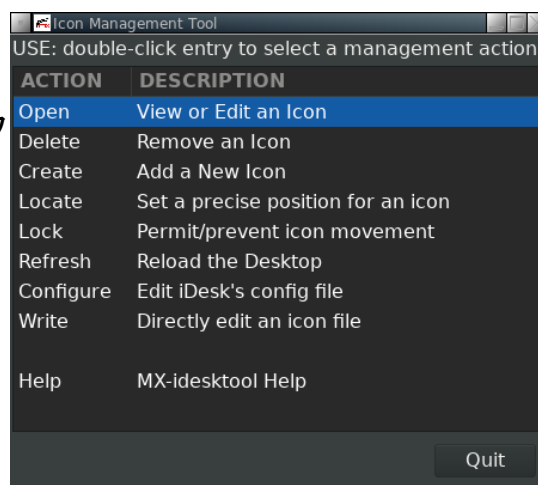 Icon Management Tool
USE: double-click entry to select a management action
ACTION DESCRIPTION
Open View or Edit an Icon
Delete Remove an Icon
Create Add a New Icon
Locate Set a precise position for an icon
Lock Permit/prevent icon movement
Refresh Reload the Desktop
Configure Edit iDesk's config file
Write Directly edit an icon file
Help MX-idesktool Help
Quit